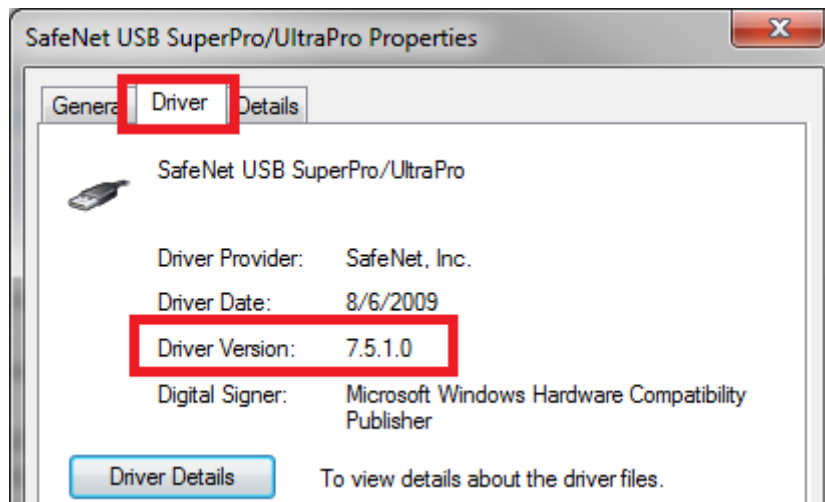 SafeNet USB SuperPro/UltraPro Properties
General Driver Details
SafeNet USB SuperPro/UltraPro
Driver Provider: SafeNet, Inc.
Driver Date: 8/6/2009
Driver Version: 7.5.1.0
Digital Signer: Microsoft Windows Hardware Compatibility
Publisher
Driver Details To view details about the driver files.